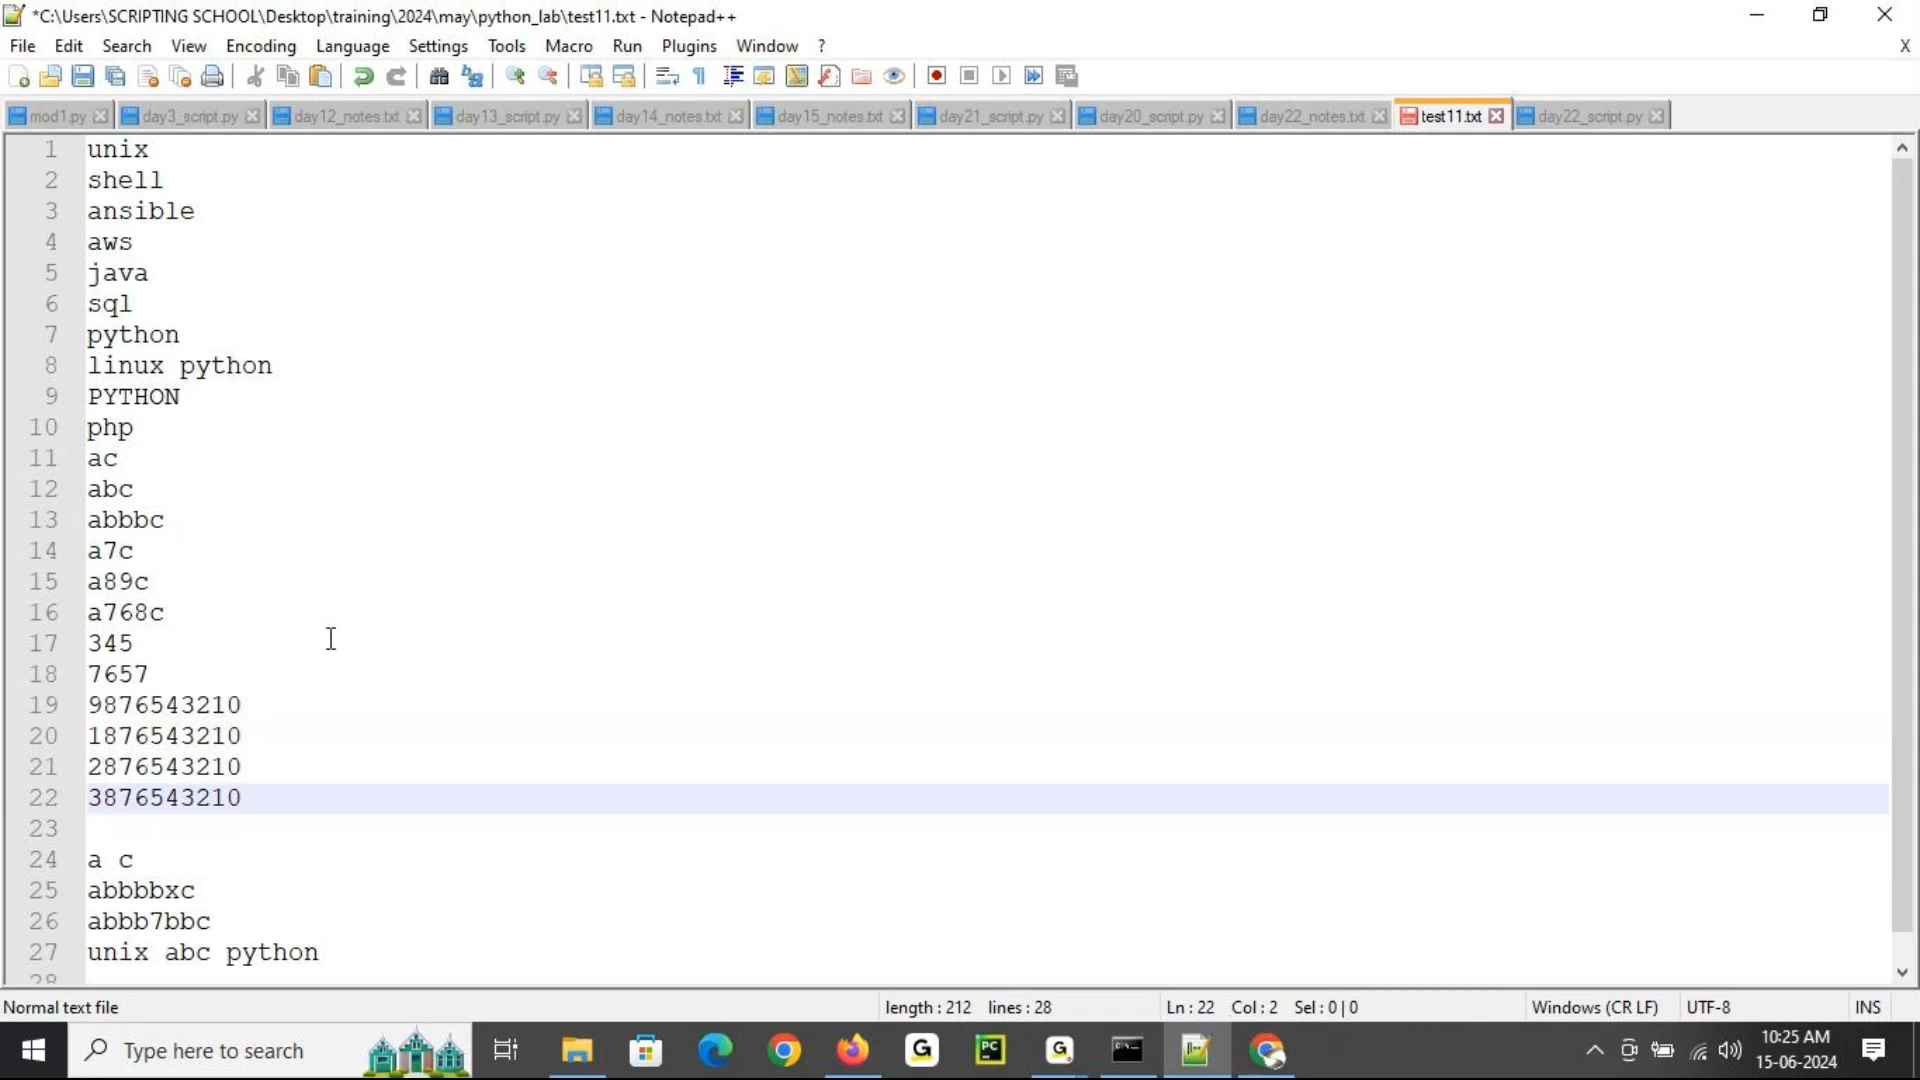 *C:\Users\SCRIPTING SCHOOL\Desktop\training\2024\may\python_lab\test11.txt - Notepad++
File Edit Search View Encoding Language Settings Tools Macro Run Plugins Window ? X
mod1.py day3_script.py day12_notes.txt day13_script.py day14_notes.txt day15_notes.txt day21_script.py day20_script.py day22_notes.txt test11.txt day22_script.py
1 unix
2 shell
3 ansible
4 aws
5 java
6 sql
7 python
8 linux python
9 PYTHON
10 php
11 ac
12 abc
13 abbbc
14 a7c
15 a89c
16 a768c
17 345
18 7657
19 9876543210
20 1876543210
21 2876543210
22 3876543210
23
24 a c
25 abbbbxc
26 abbb7bbc
27 unix abc python
28
Normal text file length : 212 lines : 28 Ln : 22 Col : 2 Sel : 0 | 0 Windows (CR LF) UTF-8 INS
Type here to search
10:25 AM
15-06-2024